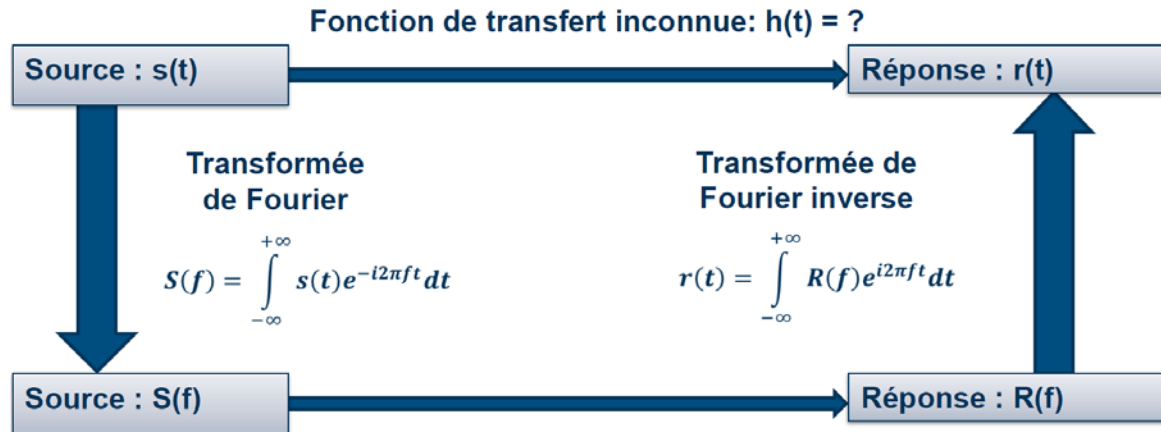 Fonction de transfert inconnue: h(t) = ?
Source : s(t)
Réponse : r(t)
Transformée
de Fourier
S(f) = ∫_{-∞}^{+∞} s(t)e^{-i2πft}dt
Transformée de
Fourier inverse
r(t) = ∫_{-∞}^{+∞} R(f)e^{i2πft}dt
Source : S(f)
Réponse : R(f)